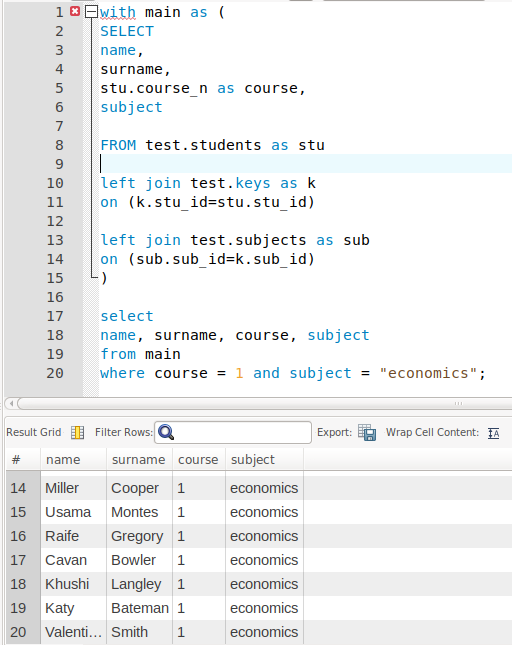 1 with main as (
2 SELECT
3 name,
4 surname,
5 stu.course_n as course,
6 subject
7
8 FROM test.students as stu
9
10 left join test.keys as k
11 on (k.stu_id=stu.stu_id)
12
13 left join test.subjects as sub
14 on (sub.sub_id=k.sub_id)
15 )
16
17 select
18 name, surname, course, subject
19 from main
20 where course = 1 and subject = "economics";
Result Grid Filter Rows: Export: Wrap Cell Content: IA
# name surname course subject
14 Miller Cooper 1 economics
15 Usama Montes 1 economics
16 Raife Gregory 1 economics
17 Cavan Bowler 1 economics
18 Khushi Langley 1 economics
19 Katy Bateman 1 economics
20 Valenti... Smith 1 economics